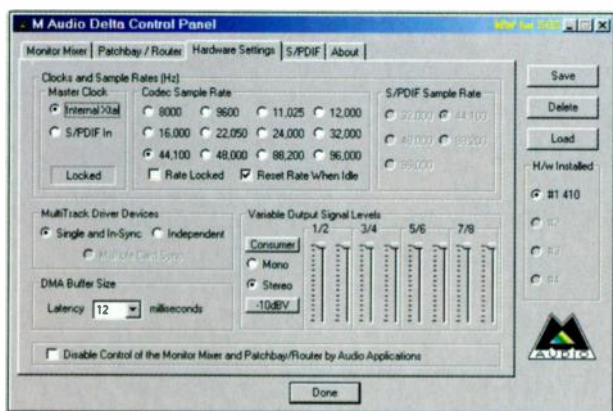 M Audio Delta Control Panel
Monitor Mixer Patchbay / Router Hardware Settings S/PDIF About
Clocks and Sample Rates (Hz)
Master Clock
Internal Xtal
S/PDIF In
Locked
Codec Sample Rate
8000 9600 11,025 12,000
16,000 22,050 24,000 32,000
44,100 48,000 88,200 96,000
Rate Locked Reset Rate When Idle
S/PDIF Sample Rate
32,000 44,100
48,000 88,200
96,000
MultiTrack Driver Devices
Single and In-Sync Independent
Multiple Card Sync
DMA Buffer Size
Latency 12 milliseconds
Variable Output Signal Levels
1/2 3/4 5/6 7/8
Consumer
Mono
Stereo
-10dBV
Disable Control of the Monitor Mixer and Patchbay/Router by Audio Applications
Save
Delete
Load
H/w Installed
#1 410
#2
#3
#4
M
AUDIO
Done